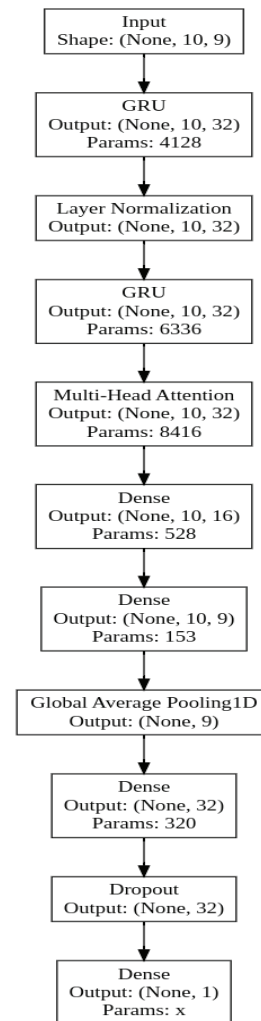 Input
Shape: (None, 10, 9)
GRU
Output: (None, 10, 32)
Params: 4128
Layer Normalization
Output: (None, 10, 32)
GRU
Output: (None, 10, 32)
Params: 6336
Multi-Head Attention
Output: (None, 10, 32)
Params: 8416
Dense
Output: (None, 10, 16)
Params: 528
Dense
Output: (None, 10, 9)
Params: 153
Global Average Pooling1D
Output: (None, 9)
Dense
Output: (None, 32)
Params: 320
Dropout
Output: (None, 32)
Dense
Output: (None, 1)
Params: x